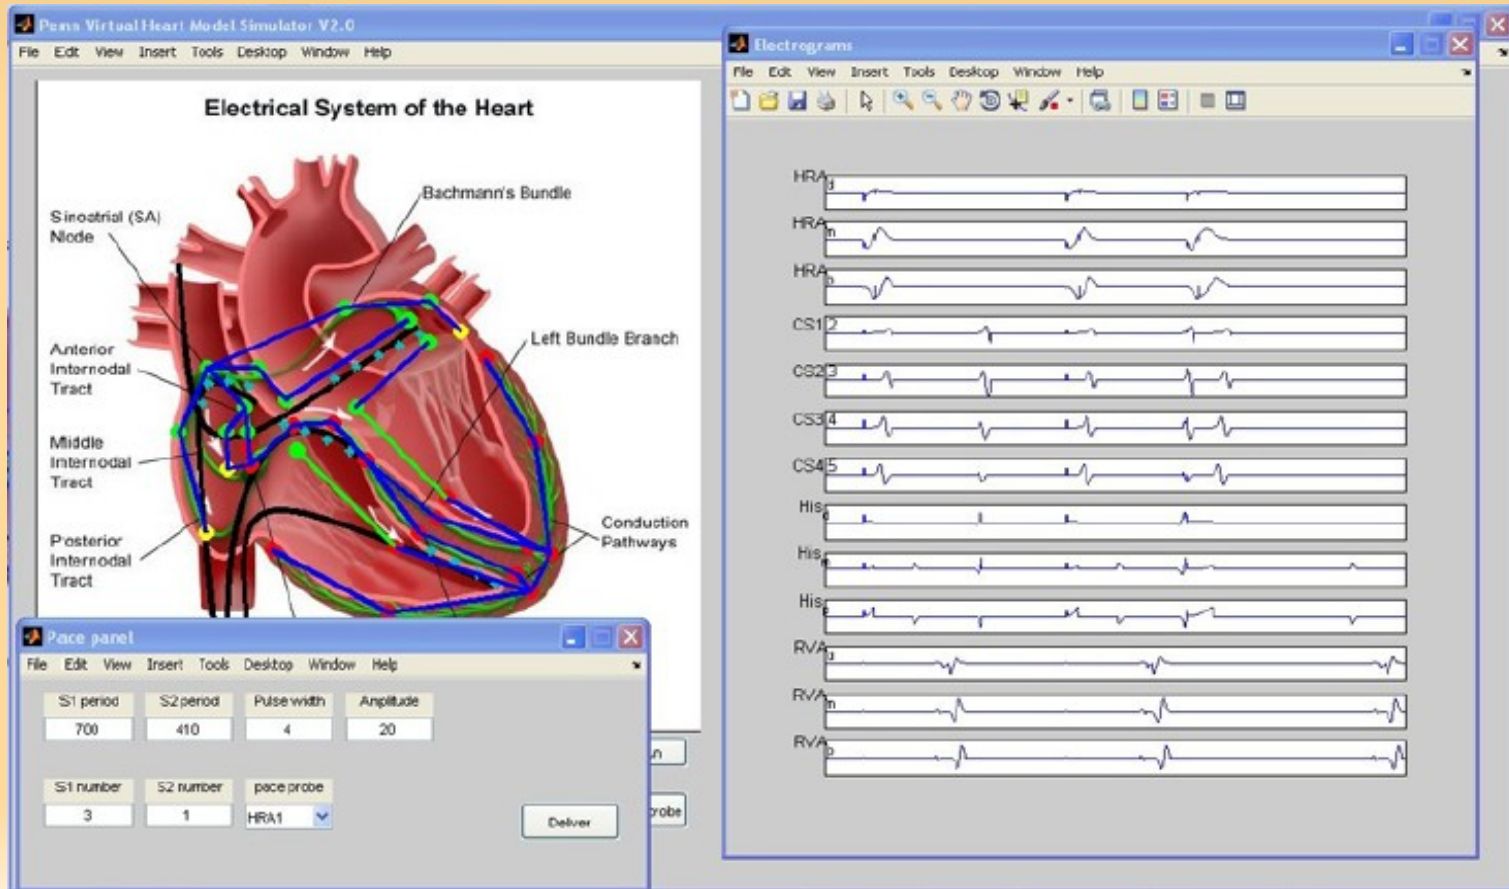 Penn Virtual Heart Model Simulator V2.0
File Edit View Insert Tools Desktop Window Help
Electrical System of the Heart
Bachmann's Bundle
Sinoatrial (SA)
Node
Left Bundle Branch
Anterior
Internodal
Tract
Middle
Internodal
Tract
Posterior
Internodal
Tract
Conduction
Pathways
Pace panel
File Edit View Insert Tools Desktop Window Help
S1 period S2 period Pulse width Amplitude
700 410 4 20
S1 number S2 number pace probe
3 1 HRA1
Deliver
Electrograms
File Edit View Insert Tools Desktop Window Help
HRA d
HRA m
HRA p
CS1 2
CS2 3
CS3 4
CS4 5
His d
His m
His p
RVA d
RVA m
RVA p